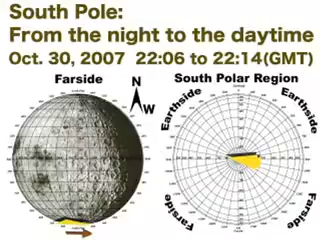 South Pole:
From the night to the daytime
Oct. 30, 2007 22:06 to 22:14(GMT)
Farside
N
W
South Polar Region
Earthside
Earthside
Farside
Farside